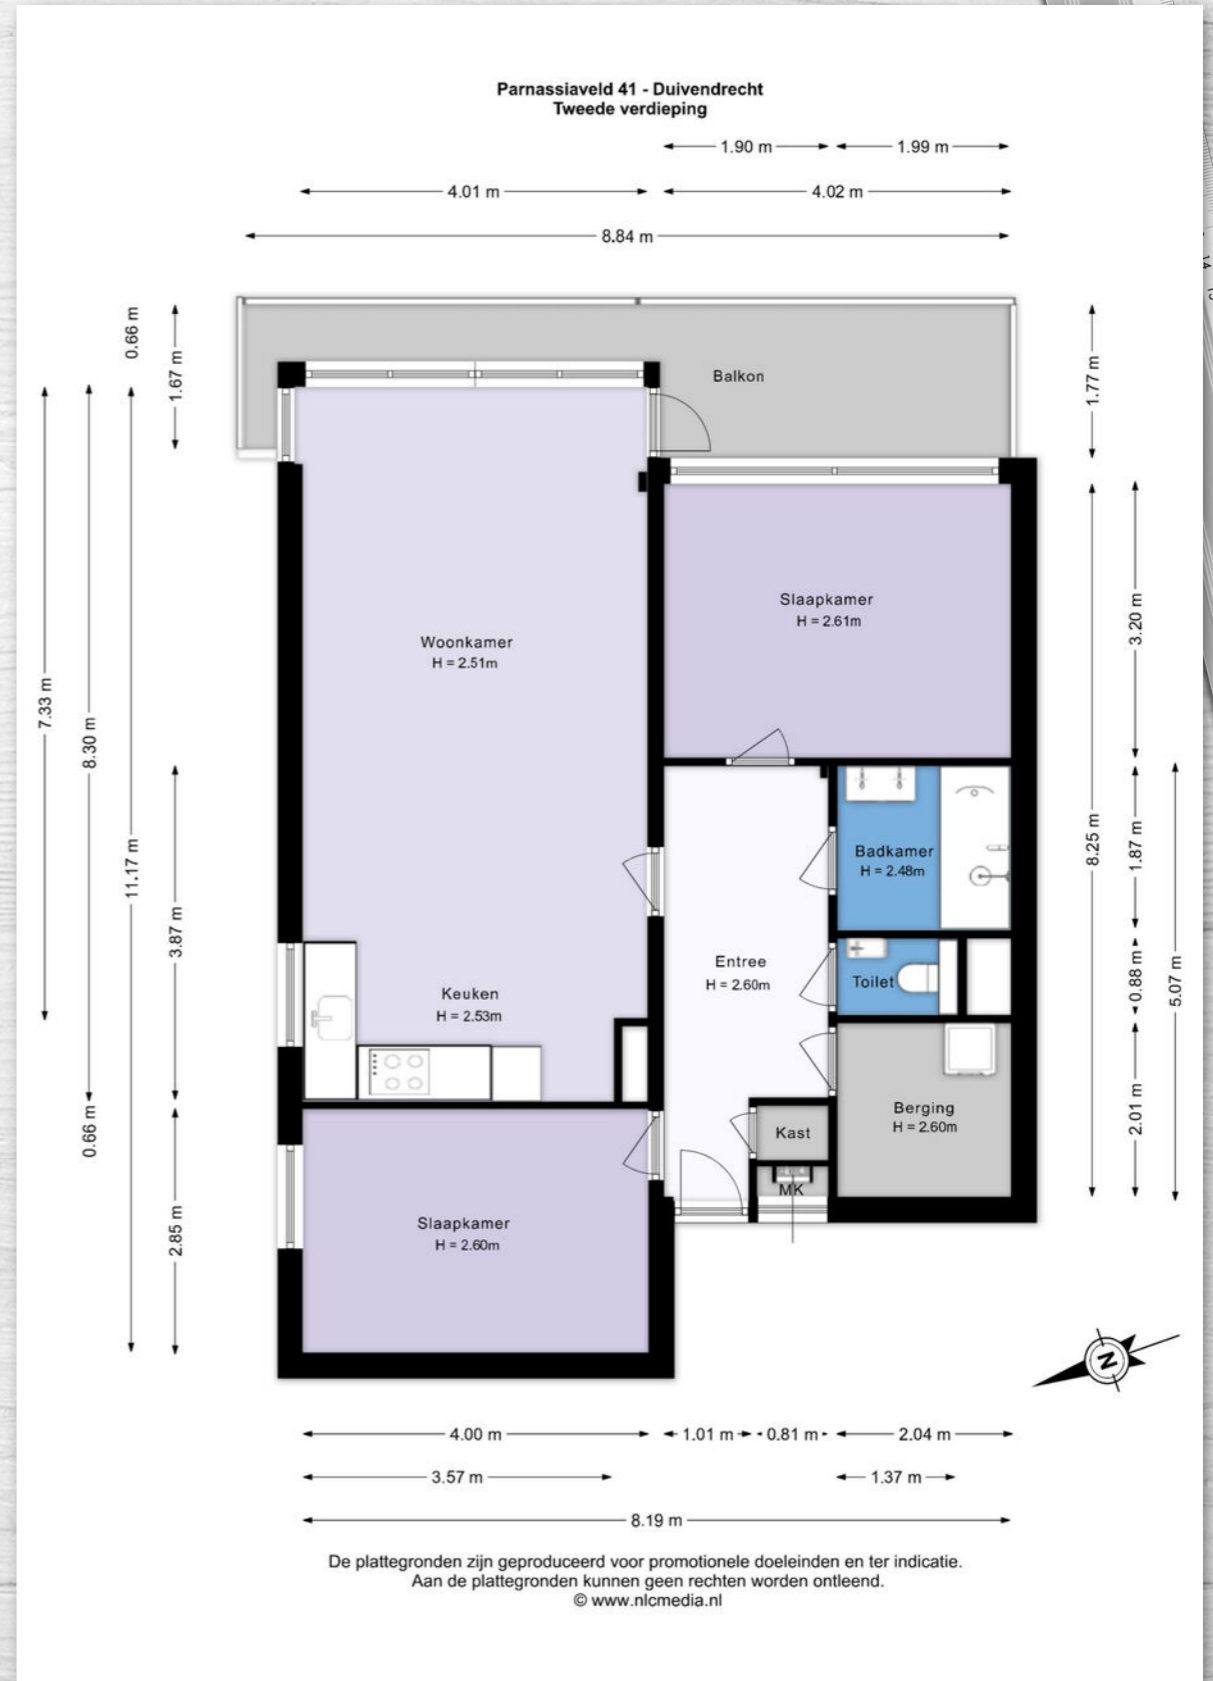 Parnassiaveld 41 - Duivendrecht
Tweede verdieping
1.90 m
1.99 m
4.01 m
4.02 m
8.84 m
0.66 m
1.67 m
1.77 m
Balkon
Slaapkamer
H = 2.61m
3.20 m
Woonkamer
H = 2.51m
7.33 m
8.30 m
11.17 m
3.87 m
8.25 m
1.87 m
Badkamer
H = 2.48m
Entree
H = 2.60m
Toilet
0.88 m
5.07 m
Keuken
H = 2.53m
Berging
H = 2.60m
2.01 m
Kast
MK
0.66 m
2.85 m
Slaapkamer
H = 2.60m
N
4.00 m
1.01 m
0.81 m
2.04 m
3.57 m
1.37 m
8.19 m
De plattegronden zijn geproduceerd voor promotionele doeleinden en ter indicatie.
Aan de plattegronden kunnen geen rechten worden ontleend.
© www.nlcmedia.nl